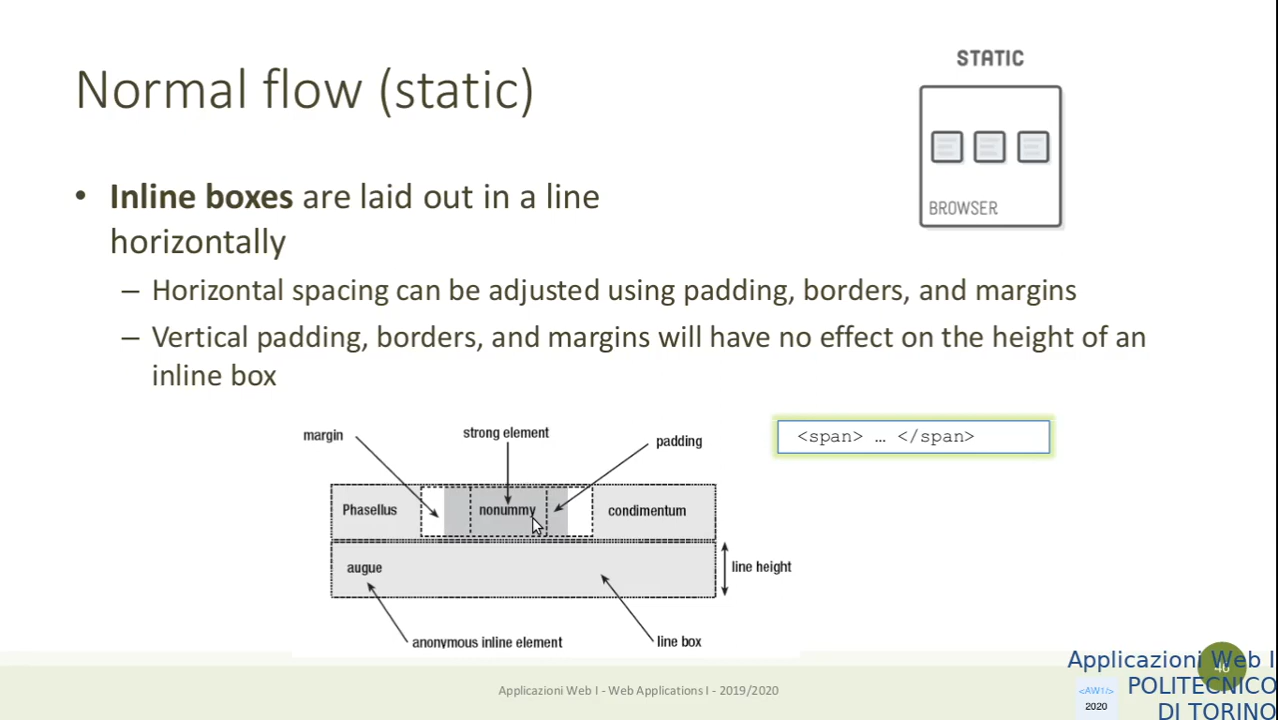 Normal flow (static)
STATIC
BROWSER
• Inline boxes are laid out in a line
horizontally
– Horizontal spacing can be adjusted using padding, borders, and margins
– Vertical padding, borders, and margins will have no effect on the height of an
inline box
<span> … </span>
margin
strong element
padding
Phasellus
nonummy
condimentum
augue
line height
anonymous inline element
line box
Applicazioni Web I - Web Applications I - 2019/2020
Applicazioni Web I
POLITECNICO
DI TORINO
<AW1/>
2020